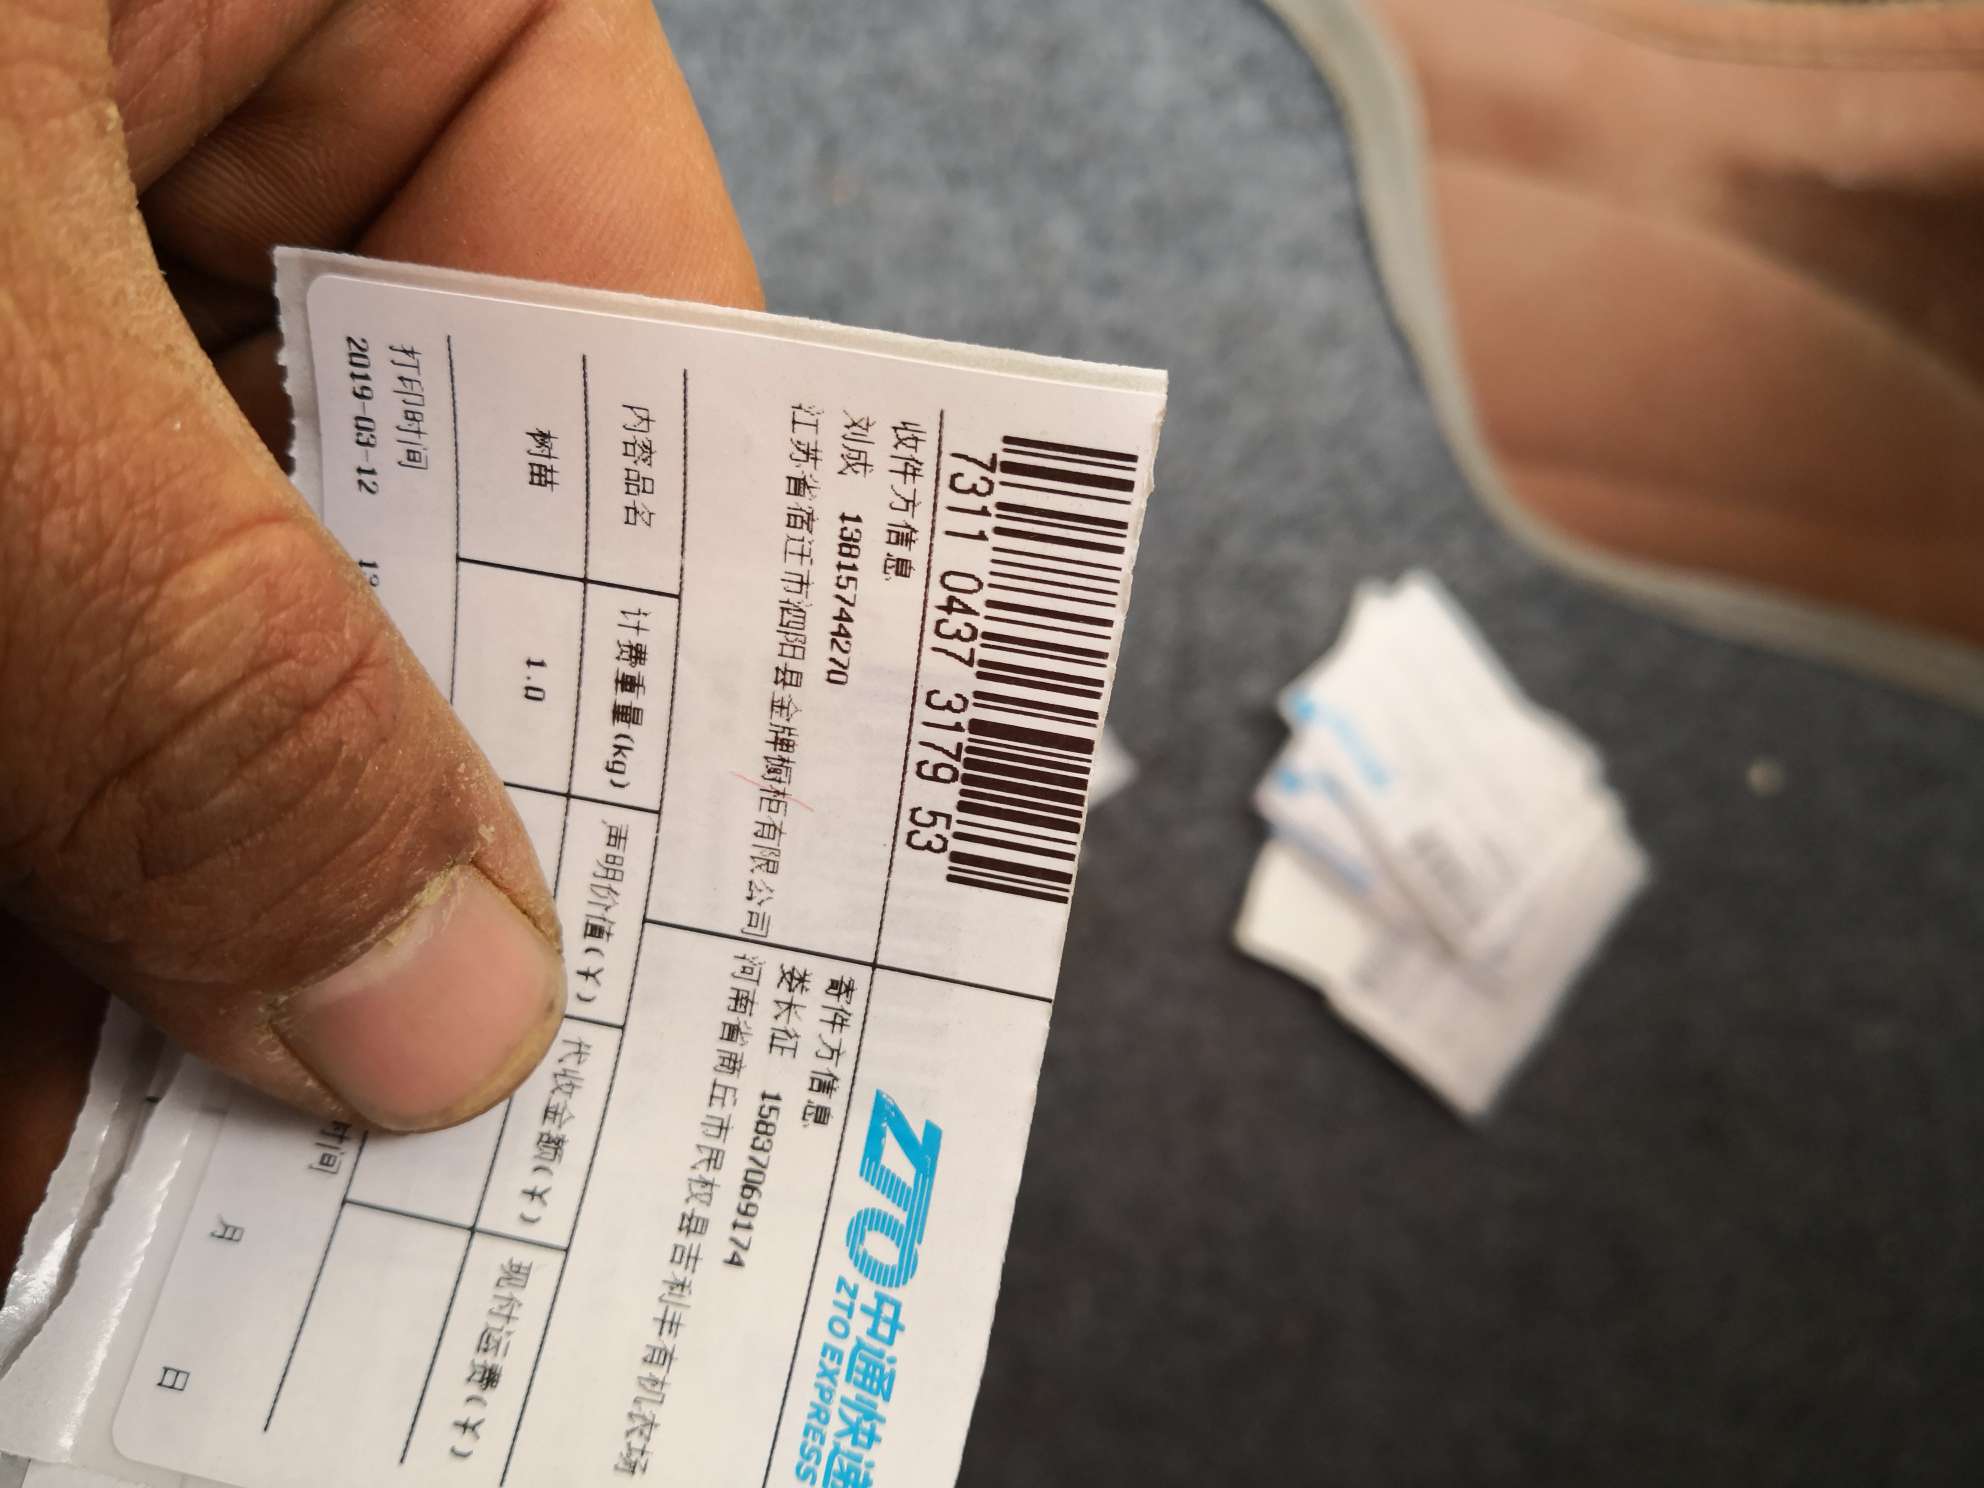 7311 0437 3179 53
ZTO中通快递
ZTO EXPRESS
收件方信息
刘成 13815744270
江苏省宿迁市泗阳县金牌橱柜有限公司
寄件方信息
娄长征 15837069174
河南省商丘市民权县吉利丰有机农场
内容品名 计费重量(kg) 声明价值(¥) 代收金额(¥) 现付运费(¥)
树苗 1.0
打印时间
2019-03-12
时间
月 日